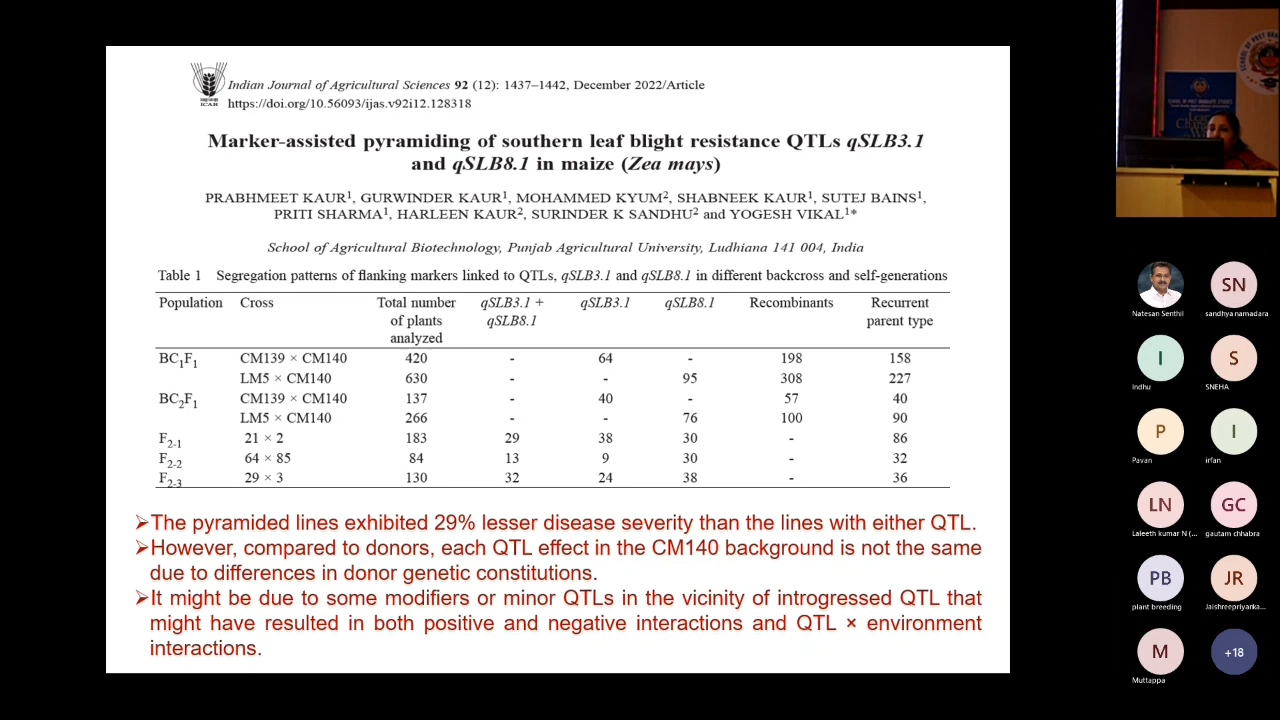 Indian Journal of Agricultural Sciences 92 (12): 1437–1442, December 2022/Article
https://doi.org/10.56093/ijas.v92i12.128318
ICAR
Marker-assisted pyramiding of southern leaf blight resistance QTLs qSLB3.1
and qSLB8.1 in maize (Zea mays)
PRABHMEET KAUR1, GURWINDER KAUR1, MOHAMMED KYUM2, SHABNEEK KAUR1, SUTEJ BAINS1,
PRITI SHARMA1, HARLEEN KAUR2, SURINDER K SANDHU2 and YOGESH VIKAL1*
School of Agricultural Biotechnology, Punjab Agricultural University, Ludhiana 141 004, India
Table 1 Segregation patterns of flanking markers linked to QTLs, qSLB3.1 and qSLB8.1 in different backcross and self-generations
Population Cross Total number of plants analyzed qSLB3.1 + qSLB8.1 qSLB3.1 qSLB8.1 Recombinants Recurrent parent type
BC1F1 CM139 × CM140 420 - 64 - 198 158
LM5 × CM140 630 - - 95 308 227
BC2F1 CM139 × CM140 137 - 40 - 57 40
LM5 × CM140 266 - - 76 100 90
F2-1 21 × 2 183 29 38 30 - 86
F2-2 64 × 85 84 13 9 30 - 32
F2-3 29 × 3 130 32 24 38 - 36
➢The pyramided lines exhibited 29% lesser disease severity than the lines with either QTL.
➢However, compared to donors, each QTL effect in the CM140 background is not the same
due to differences in donor genetic constitutions.
➢It might be due to some modifiers or minor QTLs in the vicinity of introgressed QTL that
might have resulted in both positive and negative interactions and QTL × environment
interactions.
SN
Natesan Senthil sandhya namadara
I S
Indhu SNEHA
P I
Pavan irfan
LN GC
Laleeth kumar N (... gautam chhabra
PB JR
plant breeding Jaishreepriyanka...
M +18
Muttappa